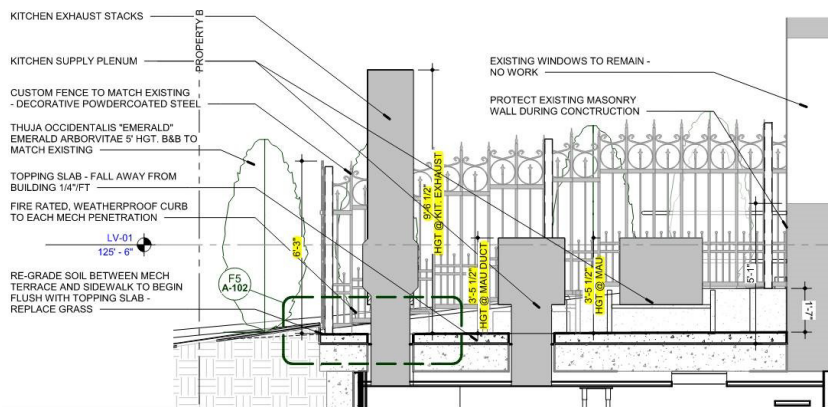 KITCHEN EXHAUST STACKS
KITCHEN SUPPLY PLENUM
CUSTOM FENCE TO MATCH EXISTING
- DECORATIVE POWDERCOATED STEEL
THUJA OCCIDENTALIS "EMERALD"
EMERALD ARBORVITAE 5' HGT. B&B TO
MATCH EXISTING
TOPPING SLAB - FALL AWAY FROM
BUILDING 1/4"/FT
FIRE RATED, WEATHERPROOF CURB
TO EACH MECH PENETRATION
LV-01
125' - 6"
RE-GRADE SOIL BETWEEN MECH
TERRACE AND SIDEWALK TO BEGIN
FLUSH WITH TOPPING SLAB -
REPLACE GRASS
PROPERTY B
F5
A-102
6'-3"
9'-6 1/2"
HGT @ KIT. EXHAUST
3'-5 1/2"
HGT @ MAU DUCT
3'-5 1/2"
HGT @ MAU
EXISTING WINDOWS TO REMAIN -
NO WORK
PROTECT EXISTING MASONRY
WALL DURING CONSTRUCTION
5'-1"
1'-7"